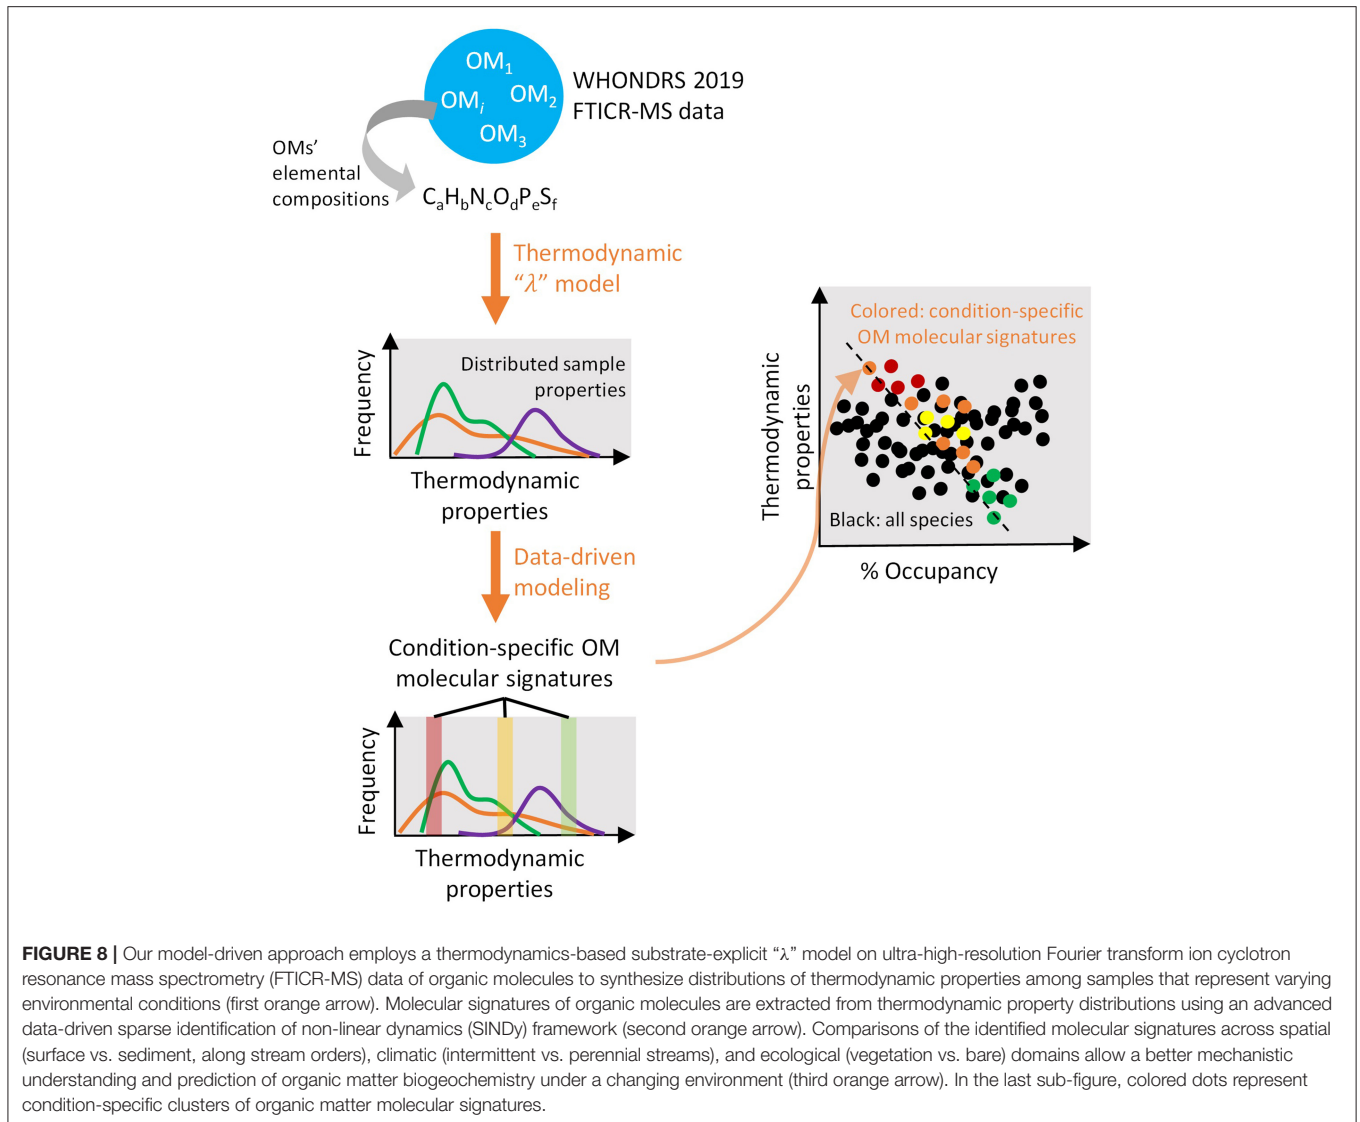 OM1
OMi
OM2
OM3
WHONDRS 2019
FTICR-MS data
OMs'
elemental
compositions
CaHbNcOdPeSf
Thermodynamic
“λ” model
Frequency
Distributed sample
properties
Thermodynamic
properties
Data-driven
modeling
Condition-specific OM
molecular signatures
Frequency
Thermodynamic
properties
Thermodynamic
properties
Colored: condition-specific
OM molecular signatures
Black: all species
% Occupancy
FIGURE 8 | Our model-driven approach employs a thermodynamics-based substrate-explicit “λ” model on ultra-high-resolution Fourier transform ion cyclotron
resonance mass spectrometry (FTICR-MS) data of organic molecules to synthesize distributions of thermodynamic properties among samples that represent varying
environmental conditions (first orange arrow). Molecular signatures of organic molecules are extracted from thermodynamic property distributions using an advanced
data-driven sparse identification of non-linear dynamics (SINDy) framework (second orange arrow). Comparisons of the identified molecular signatures across spatial
(surface vs. sediment, along stream orders), climatic (intermittent vs. perennial streams), and ecological (vegetation vs. bare) domains allow a better mechanistic
understanding and prediction of organic matter biogeochemistry under a changing environment (third orange arrow). In the last sub-figure, colored dots represent
condition-specific clusters of organic matter molecular signatures.